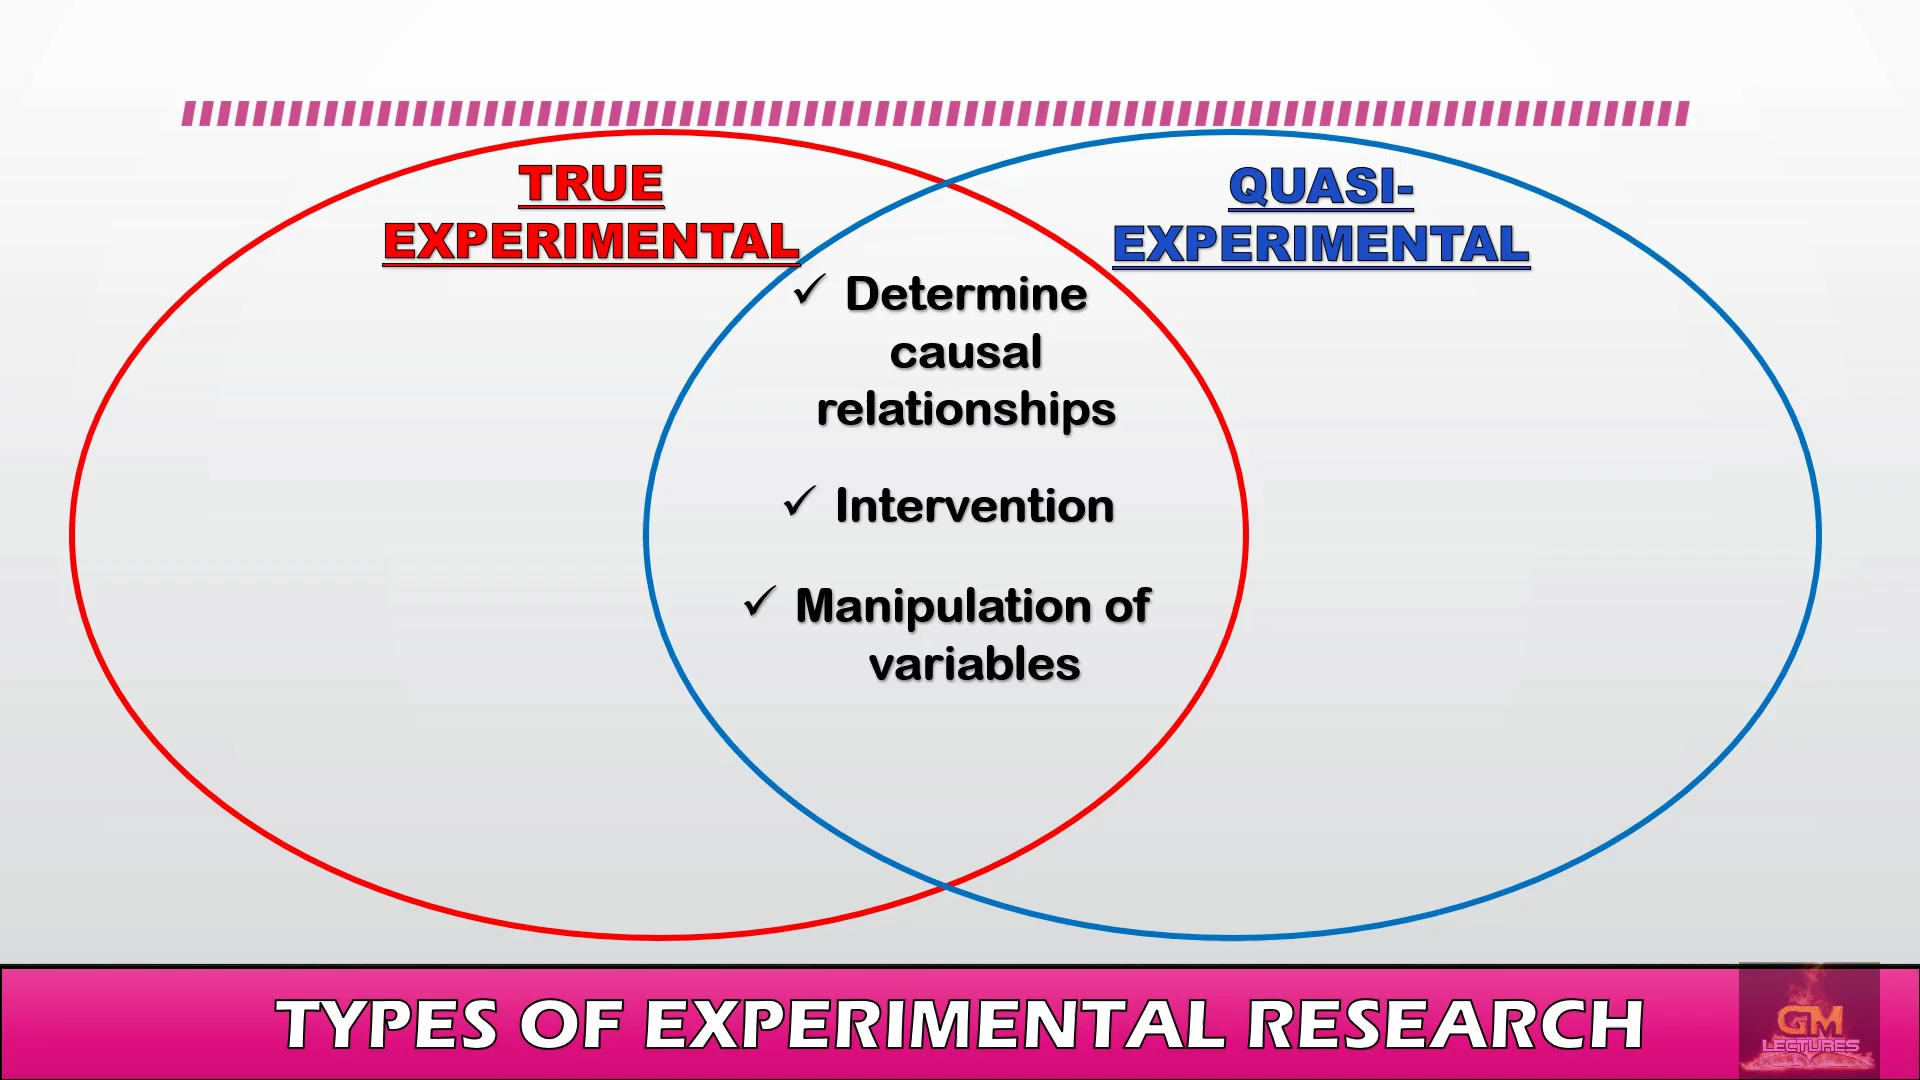 TRUE
EXPERIMENTAL
QUASI-
EXPERIMENTAL
✓ Determine
causal
relationships
✓ Intervention
✓ Manipulation of
variables
TYPES OF EXPERIMENTAL RESEARCH
GM
LECTURES